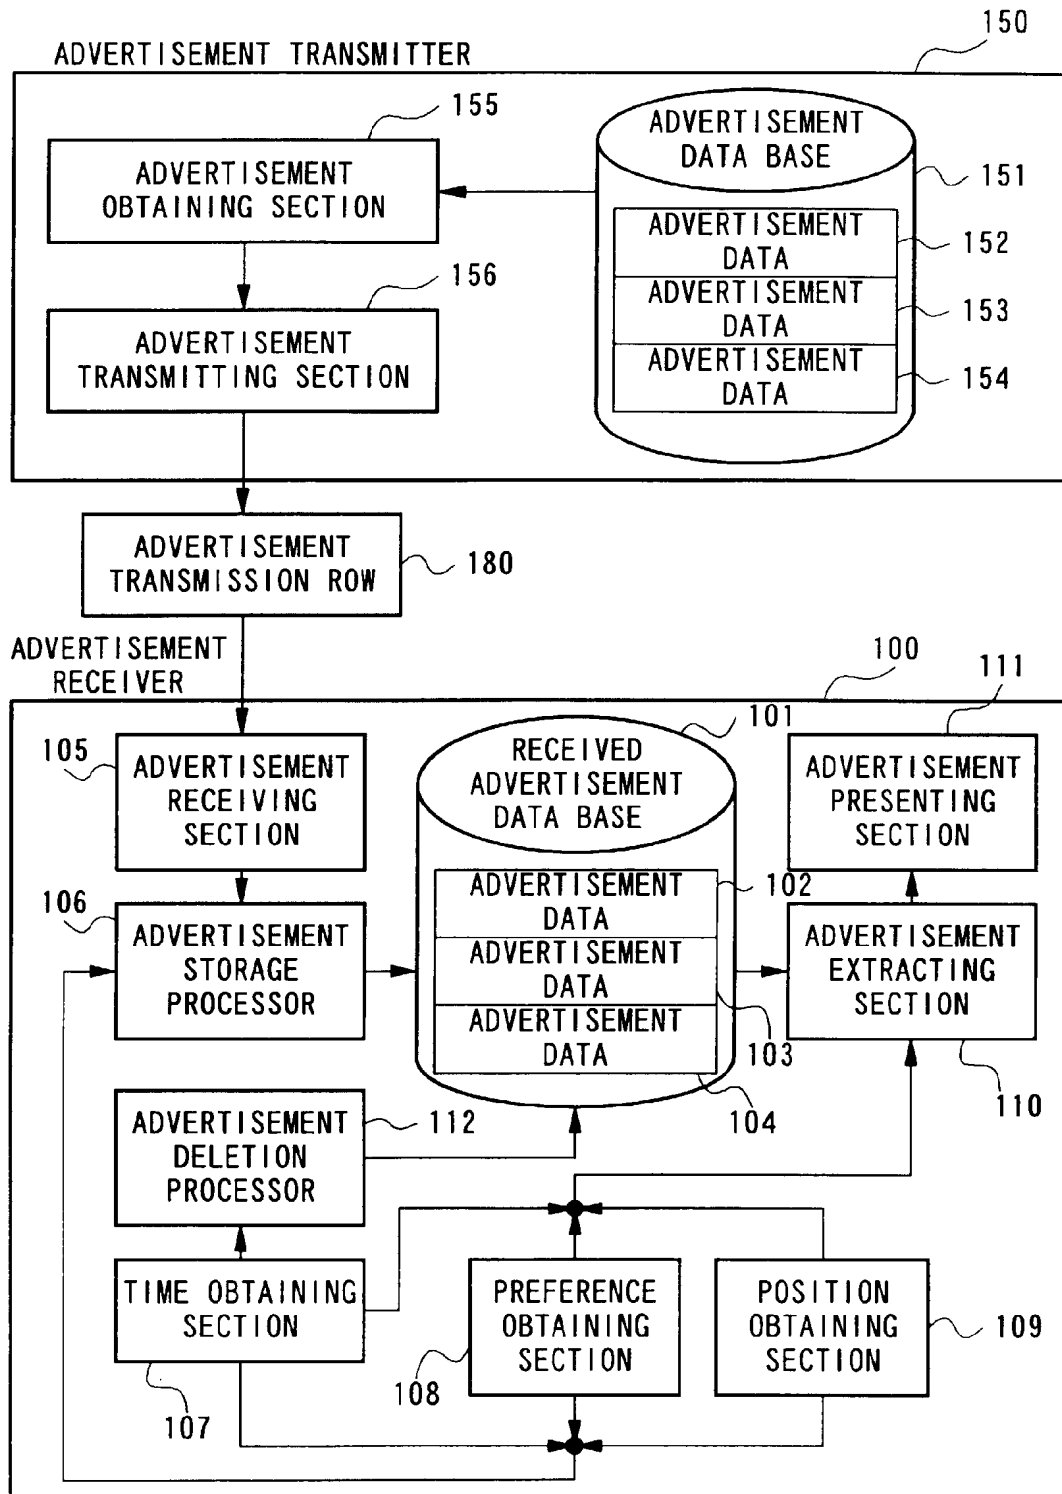 150
ADVERTISEMENT TRANSMITTER
155
ADVERTISEMENT
OBTAINING SECTION
ADVERTISEMENT
DATA BASE
151
ADVERTISEMENT
DATA
152
156
ADVERTISEMENT
DATA
153
ADVERTISEMENT
TRANSMITTING SECTION
ADVERTISEMENT
DATA
154
ADVERTISEMENT
TRANSMISSION ROW
180
ADVERTISEMENT
RECEIVER
100
111
105
ADVERTISEMENT
RECEIVING
SECTION
101
RECEIVED
ADVERTISEMENT
DATA BASE
ADVERTISEMENT
PRESENTING
SECTION
106
ADVERTISEMENT
STORAGE
PROCESSOR
ADVERTISEMENT
DATA
102
ADVERTISEMENT
DATA
103
ADVERTISEMENT
DATA
104
ADVERTISEMENT
EXTRACTING
SECTION
110
ADVERTISEMENT
DELETION
PROCESSOR
112
TIME OBTAINING
SECTION
107
PREFERENCE
OBTAINING
SECTION
108
POSITION
OBTAINING
SECTION
109